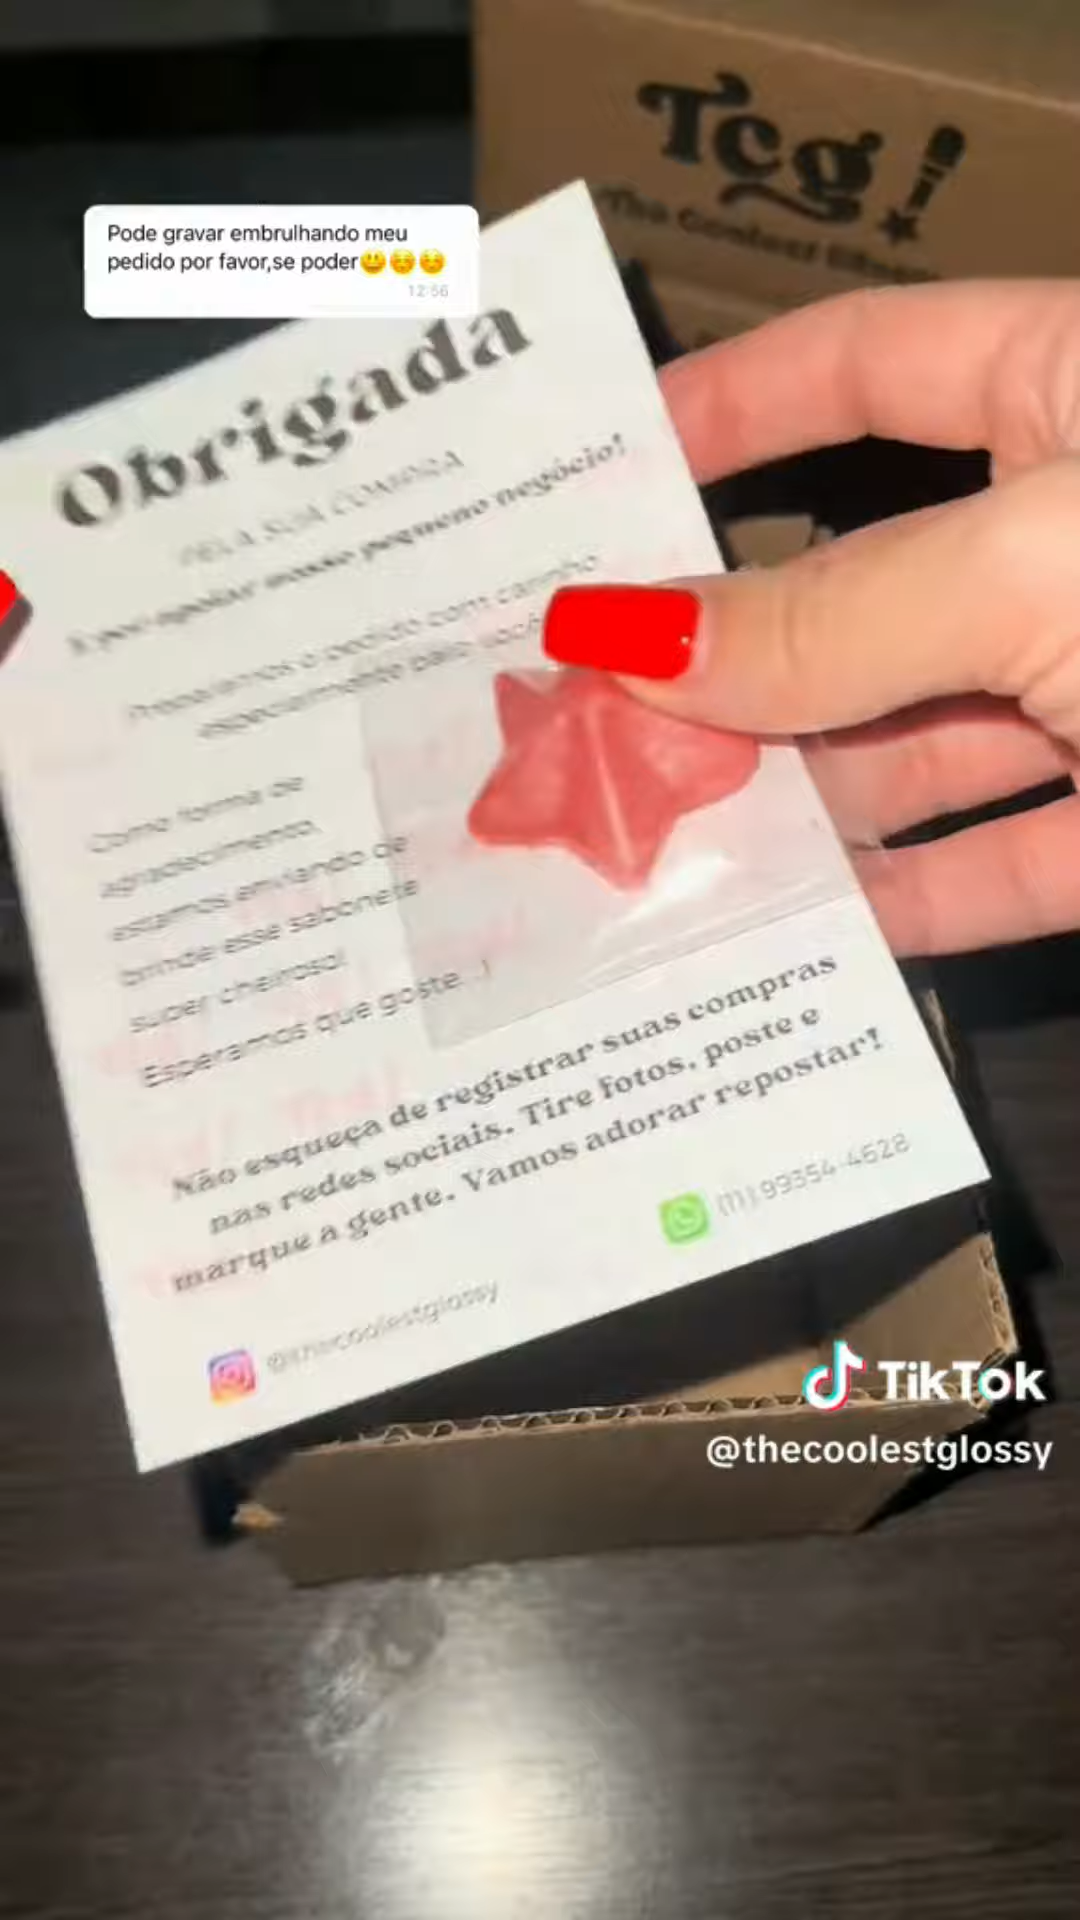 Tcg!
The Coolest Glossy
Pode gravar embrulhando meu
pedido por favor,se poder😃☺️☺️
12:56
Obrigada
PELA SUA COMPRA
E por apoiar nosso pequeno negócio!
Preparamos o pedido com carinho
especialmente para você
Como forma de
agradecimento,
estamos enviando de
brinde esse sabonete
super cheiroso!
Esperamos que goste. :)
Não esqueça de registrar suas compras
nas redes sociais. Tire fotos, poste e
marque a gente. Vamos adorar repostar!
(11) 99354-4628
@thecoolestglossy
TikTok
@thecoolestglossy